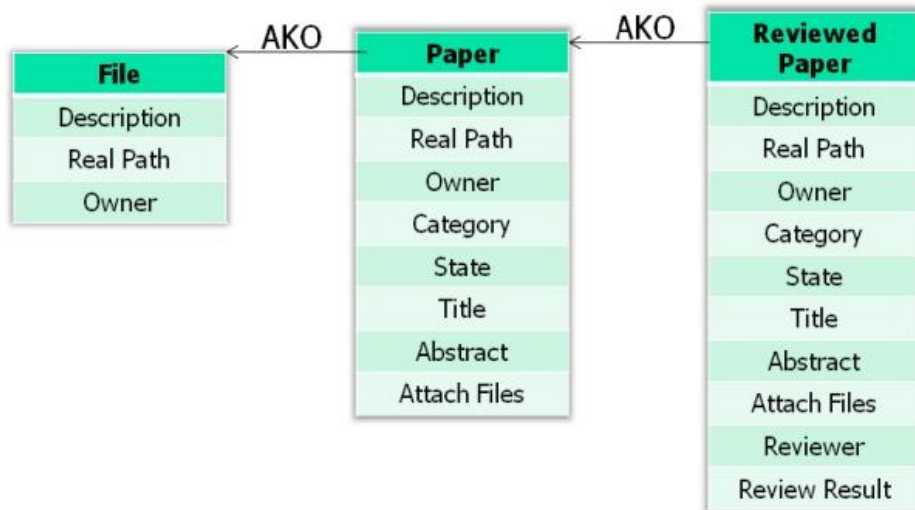 AKO
AKO
File
Description
Real Path
Owner
Paper
Description
Real Path
Owner
Category
State
Title
Abstract
Attach Files
Reviewed
Paper
Description
Real Path
Owner
Category
State
Title
Abstract
Attach Files
Reviewer
Review Result